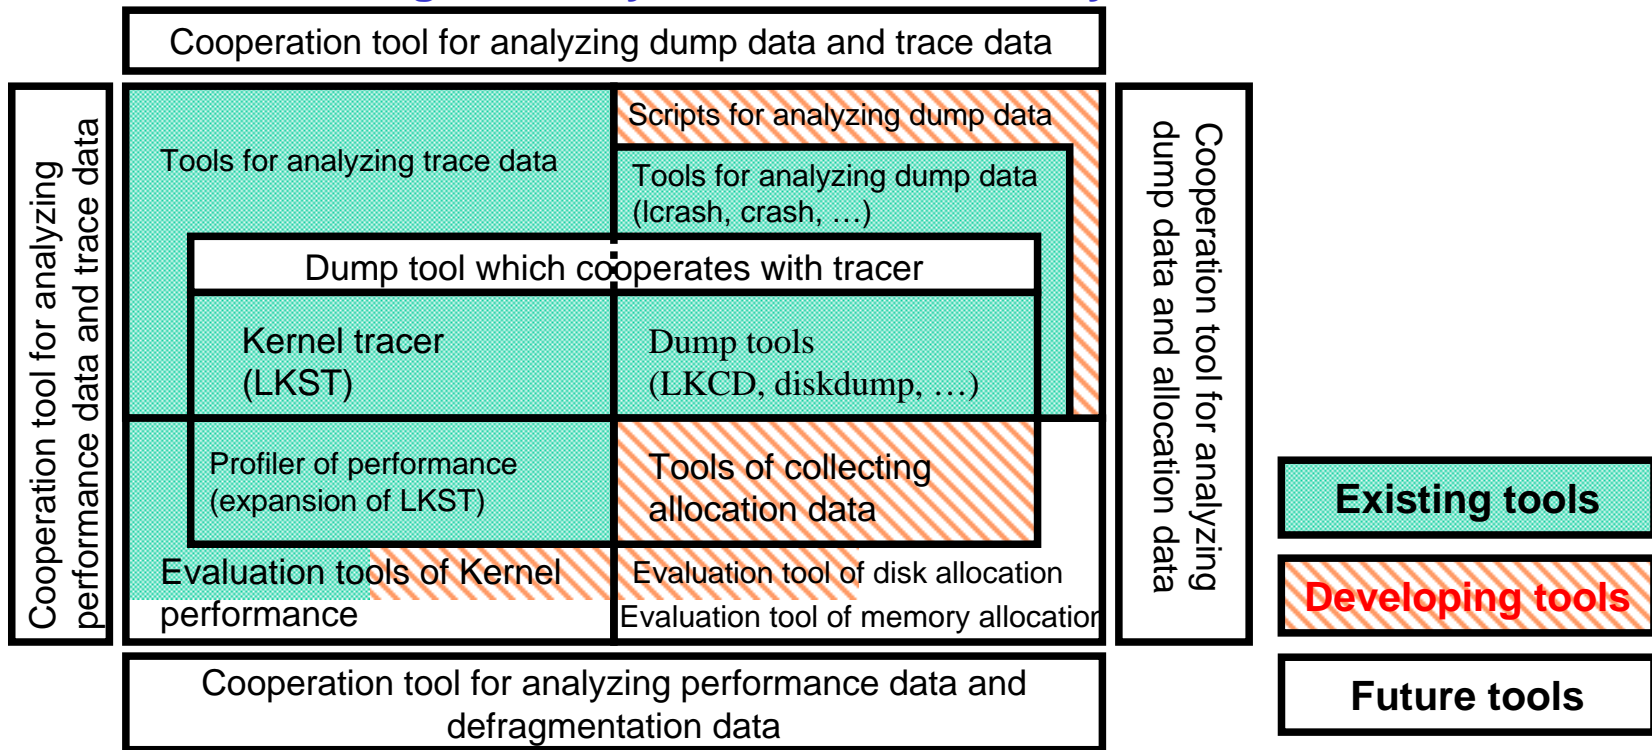 Cooperation tool for analyzing dump data and trace data
Cooperation tool for analyzing
performance data and trace data
Tools for analyzing trace data
Scripts for analyzing dump data
Tools for analyzing dump data
(lcrash, crash, …)
Dump tool which cooperates with tracer
Kernel tracer
(LKST)
Dump tools
(LKCD, diskdump, …)
Profiler of performance
(expansion of LKST)
Tools of collecting
allocation data
Evaluation tools of Kernel
performance
Evaluation tool of disk allocation
Evaluation tool of memory allocation
Cooperation tool for analyzing
dump data and allocation data
Cooperation tool for analyzing performance data and
defragmentation data
Existing tools
Developing tools
Future tools